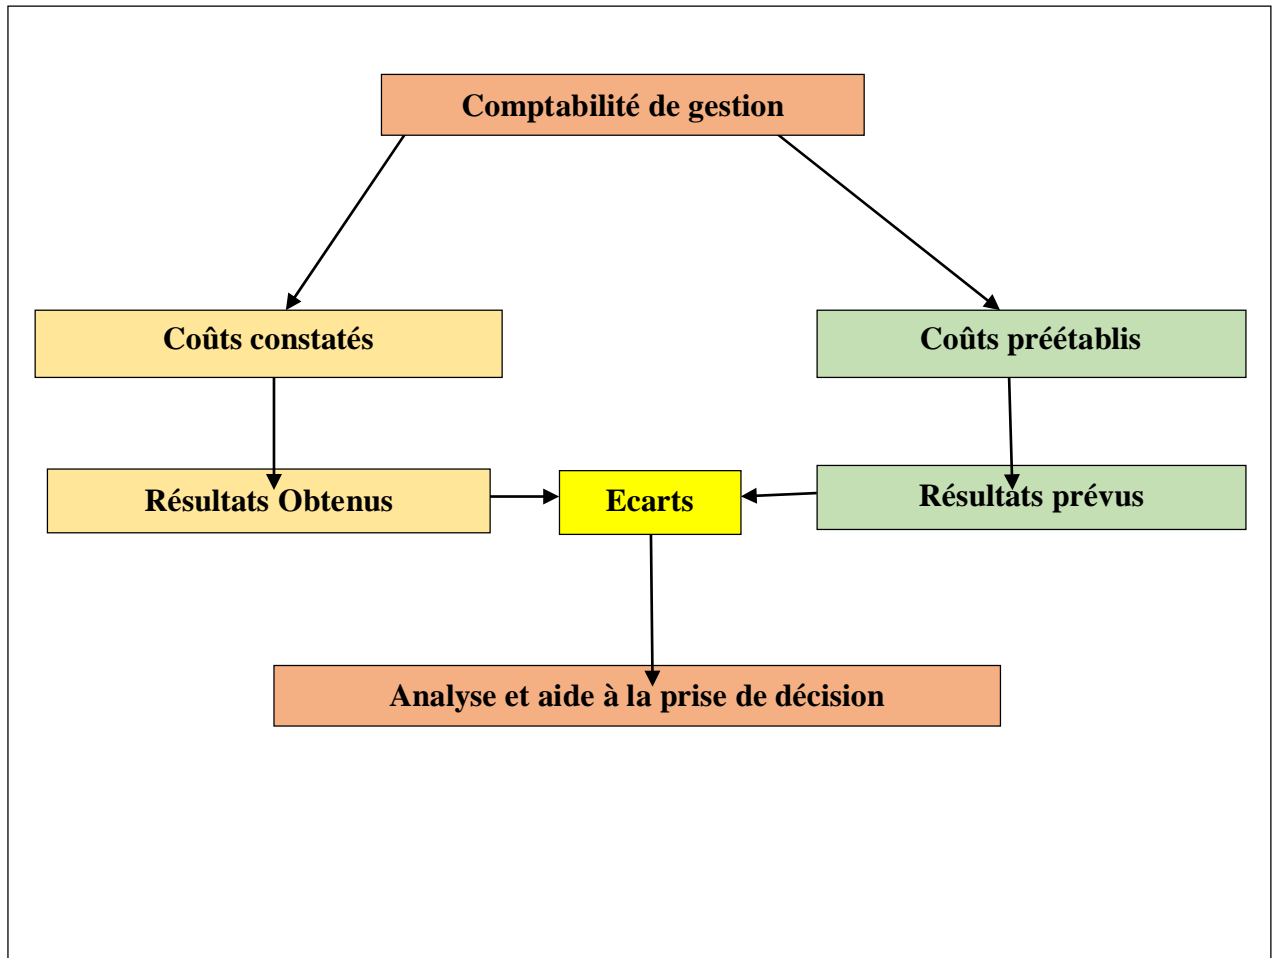 Comptabilité de gestion
Coûts constatés
Coûts préétablis
Résultats Obtenus
Ecarts
Résultats prévus
Analyse et aide à la prise de décision